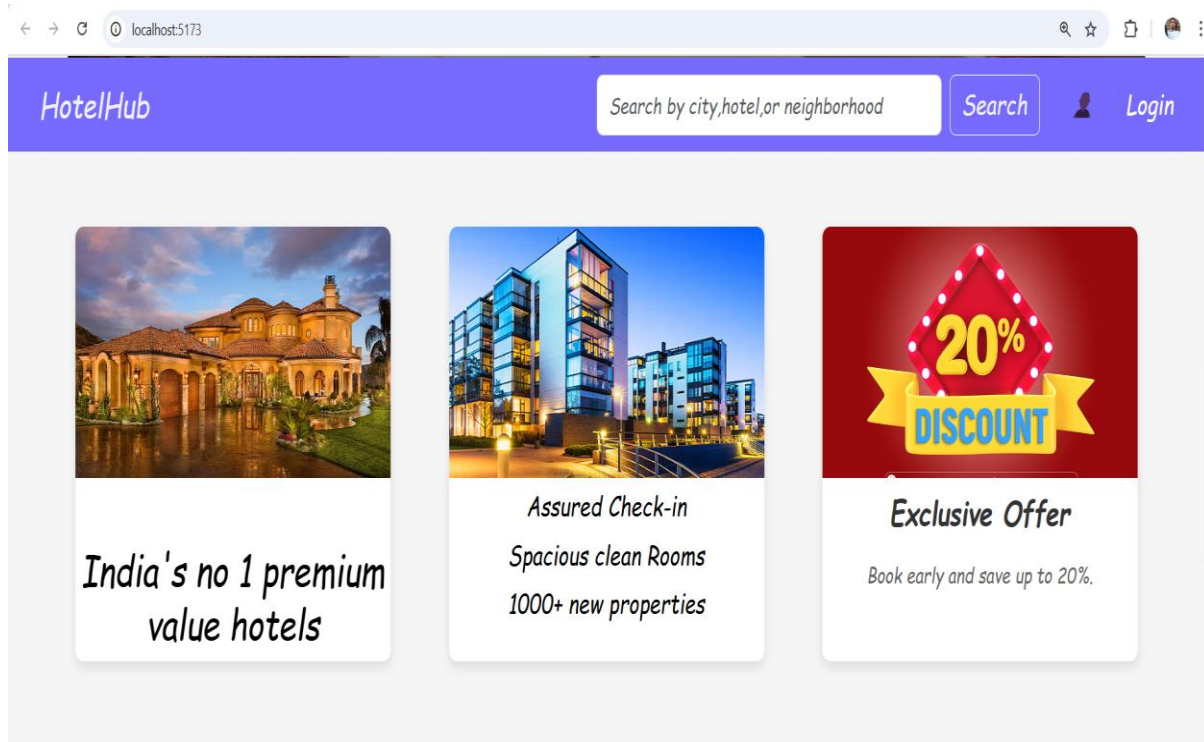 localhost:5173
HotelHub
Search by city,hotel,or neighborhood
Search
Login
India's no 1 premium
value hotels
Assured Check-in
Spacious clean Rooms
1000+ new properties
20%
DISCOUNT
Exclusive Offer
Book early and save up to 20%.